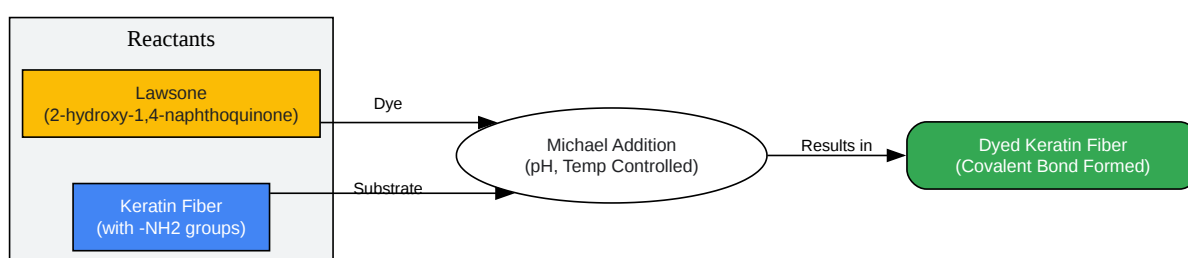 Reactants
Lawsone
(2-hydroxy-1,4-naphthoquinone)
Dye
Keratin Fiber
(with -NH2 groups)
Substrate
Michael Addition
(pH, Temp Controlled)
Results in
Dyed Keratin Fiber
(Covalent Bond Formed)